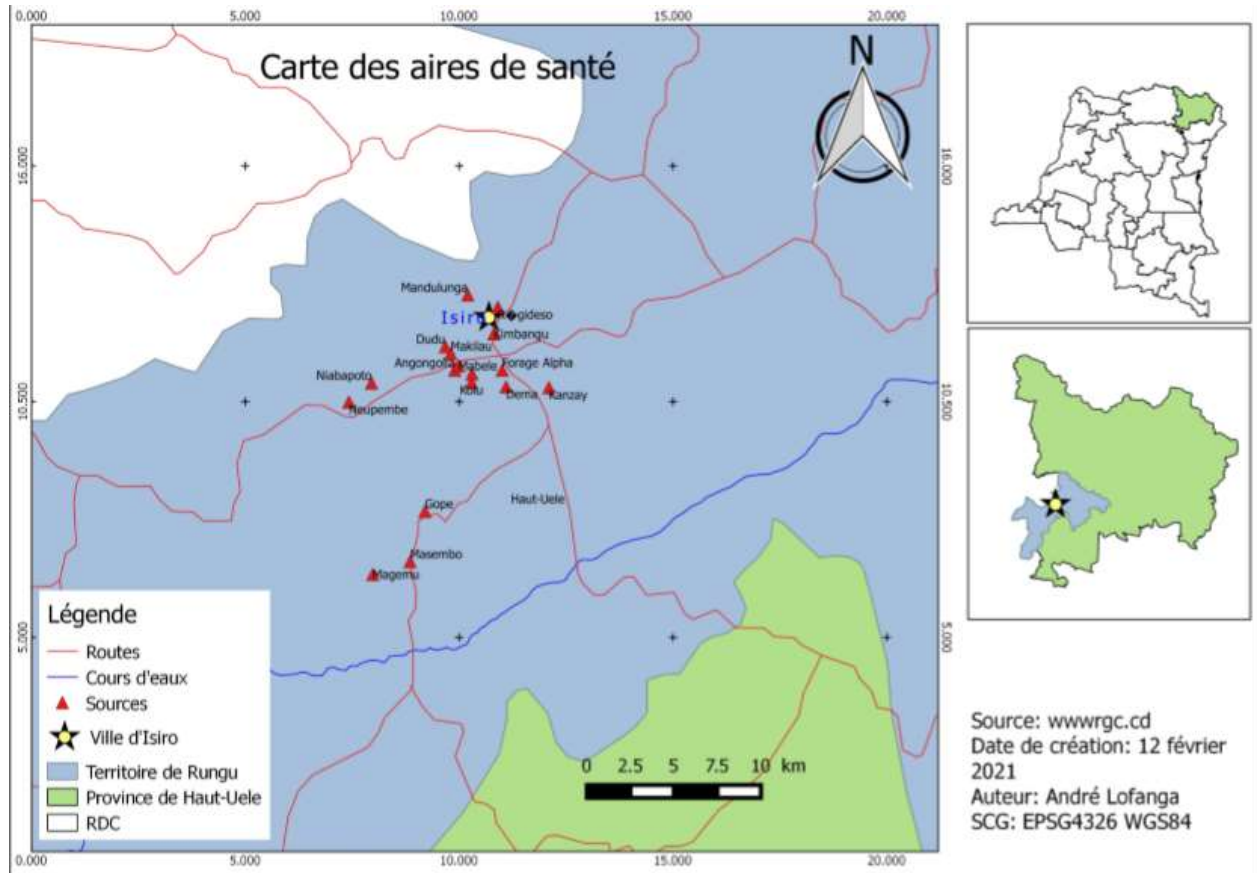 0.000 5.000 10.000 15.000 20.000
Carte des aires de santé
N
16.000
16.000
Mandulunga
Isiro
Kimbangu
Dudu
Makilau
Angongolia
Mabele
Forage Alpha
Niabapoto
Kolu
Dema
Kanzay
10.500
10.500
Neupembe
Gope
Haut-Uele
Masembo
Magemu
5.000
5.000
Légende
Routes
Cours d'eaux
Sources
Ville d'Isiro
Territoire de Rungu
Province de Haut-Uele
RDC
0 2.5 5 7.5 10 km
0.000 5.000 10.000 15.000 20.000
Source: wwwrgc.cd
Date de création: 12 février
2021
Auteur: André Lofanga
SCG: EPSG4326 WGS84